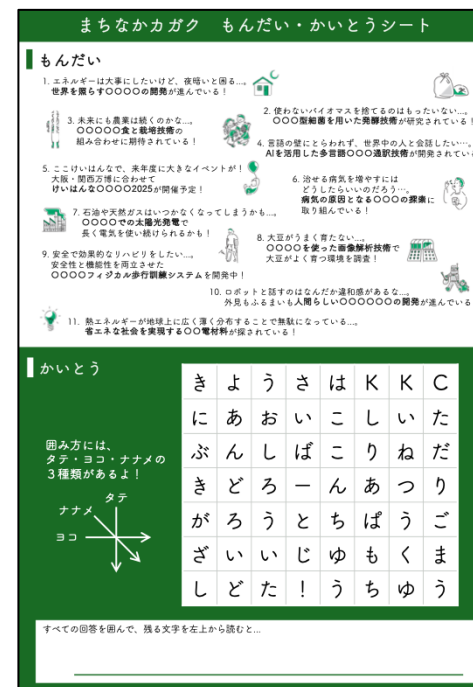 まちなかカガク もんだい・かいとうシート
もんだい
1. エネルギーは大事にしたいけど、夜暗いと困る...。
世界を照らす○○○○の開発が進んでいる！
2. 使わないバイオマスを捨てるのはもったいない...。
○○○型細菌を用いた発酵技術が研究されている！
3. 未来にも農業は続くのかな...。
○○○○○食と栽培技術の
組み合わせに期待されている！
4. 言語の壁にとらわれず、世界中の人と会話したい...。
AIを活用した多言語○○○通訳技術が開発されている
5. ここけいはんなで、来年度に大きなイベントが！
大阪・関西万博に合わせて
けいはんな○○○○2025が開催予定！
6. 治せる病気を増やすには
どうしたらいいのだろう...。
病気の原因となる○○○の探索に
取り組んでいる！
7. 石油や天然ガスはいつかなくなってしまうかも...。
○○○○での太陽光発電で
長く電気を使い続けられるかも！
8. 大豆がうまく育たない...。
○○○○を使った画像解析技術で
大豆がよく育つ環境を調査！
9. 安全で効果的なリハビリをしたい...。
安全性と機能性を両立させた
○○○○フィジカル歩行訓練システムを開発中！
10. ロボットと話すのはなんだか違和感があるな...。
外見もふるまいも人間らしい○○○○○○の開発が進んでいる
11. 熱エネルギーが地球上に広く薄く分布することで無駄になっている...。
省エネな社会を実現する○○電材料が探されている！
かいとう
き よ う さ は K K C
に あ お い こ し い た
ぶ ん し ば こ り ね だ
き ど ろ ー ん あ つ り
が ろ う と ち ぱ う ご
ざ い い じ ゆ も く ま
し ど た ! う ち ゆ う
囲み方には、
タテ・ヨコ・ナナメの
3種類があるよ！
タテ
ナナメ
ヨコ
すべての回答を囲んで、残る文字を左上から読むと...